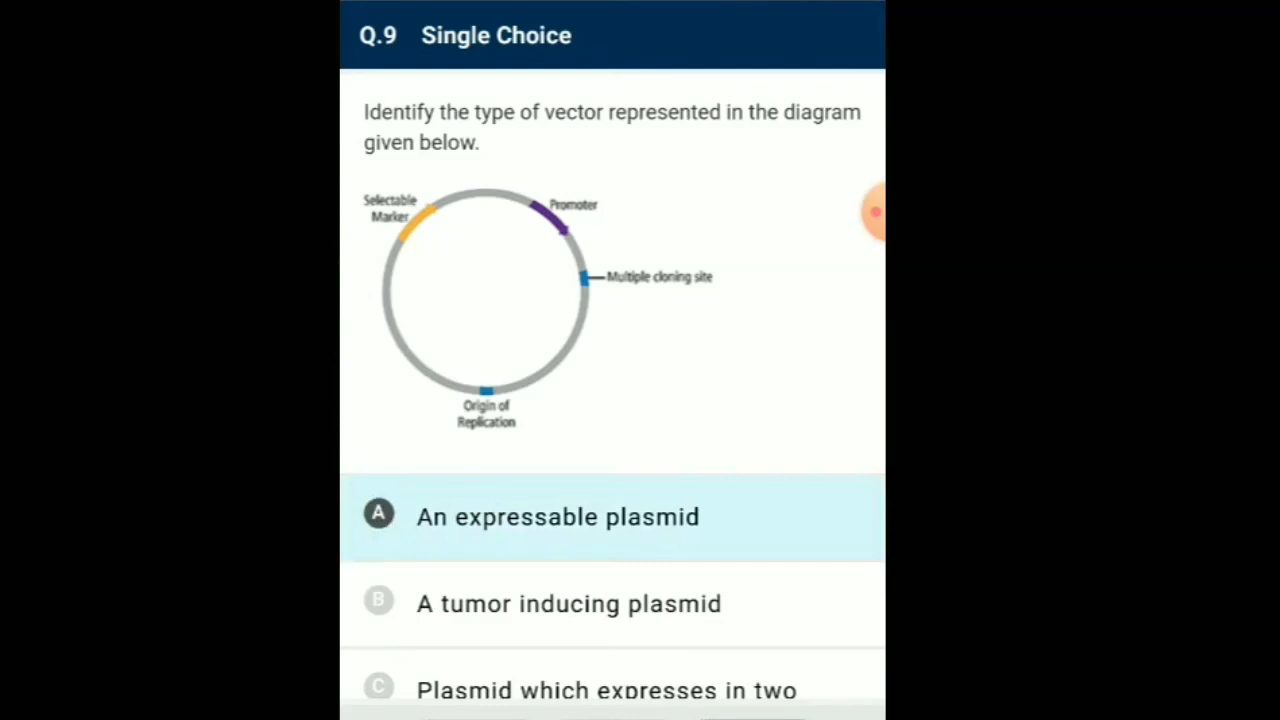 Q.9 Single Choice
Identify the type of vector represented in the diagram
given below.
Selectable
Marker
Promoter
Multiple cloning site
Origin of
Replication
A An expressable plasmid
B A tumor inducing plasmid
C Plasmid which expresses in two